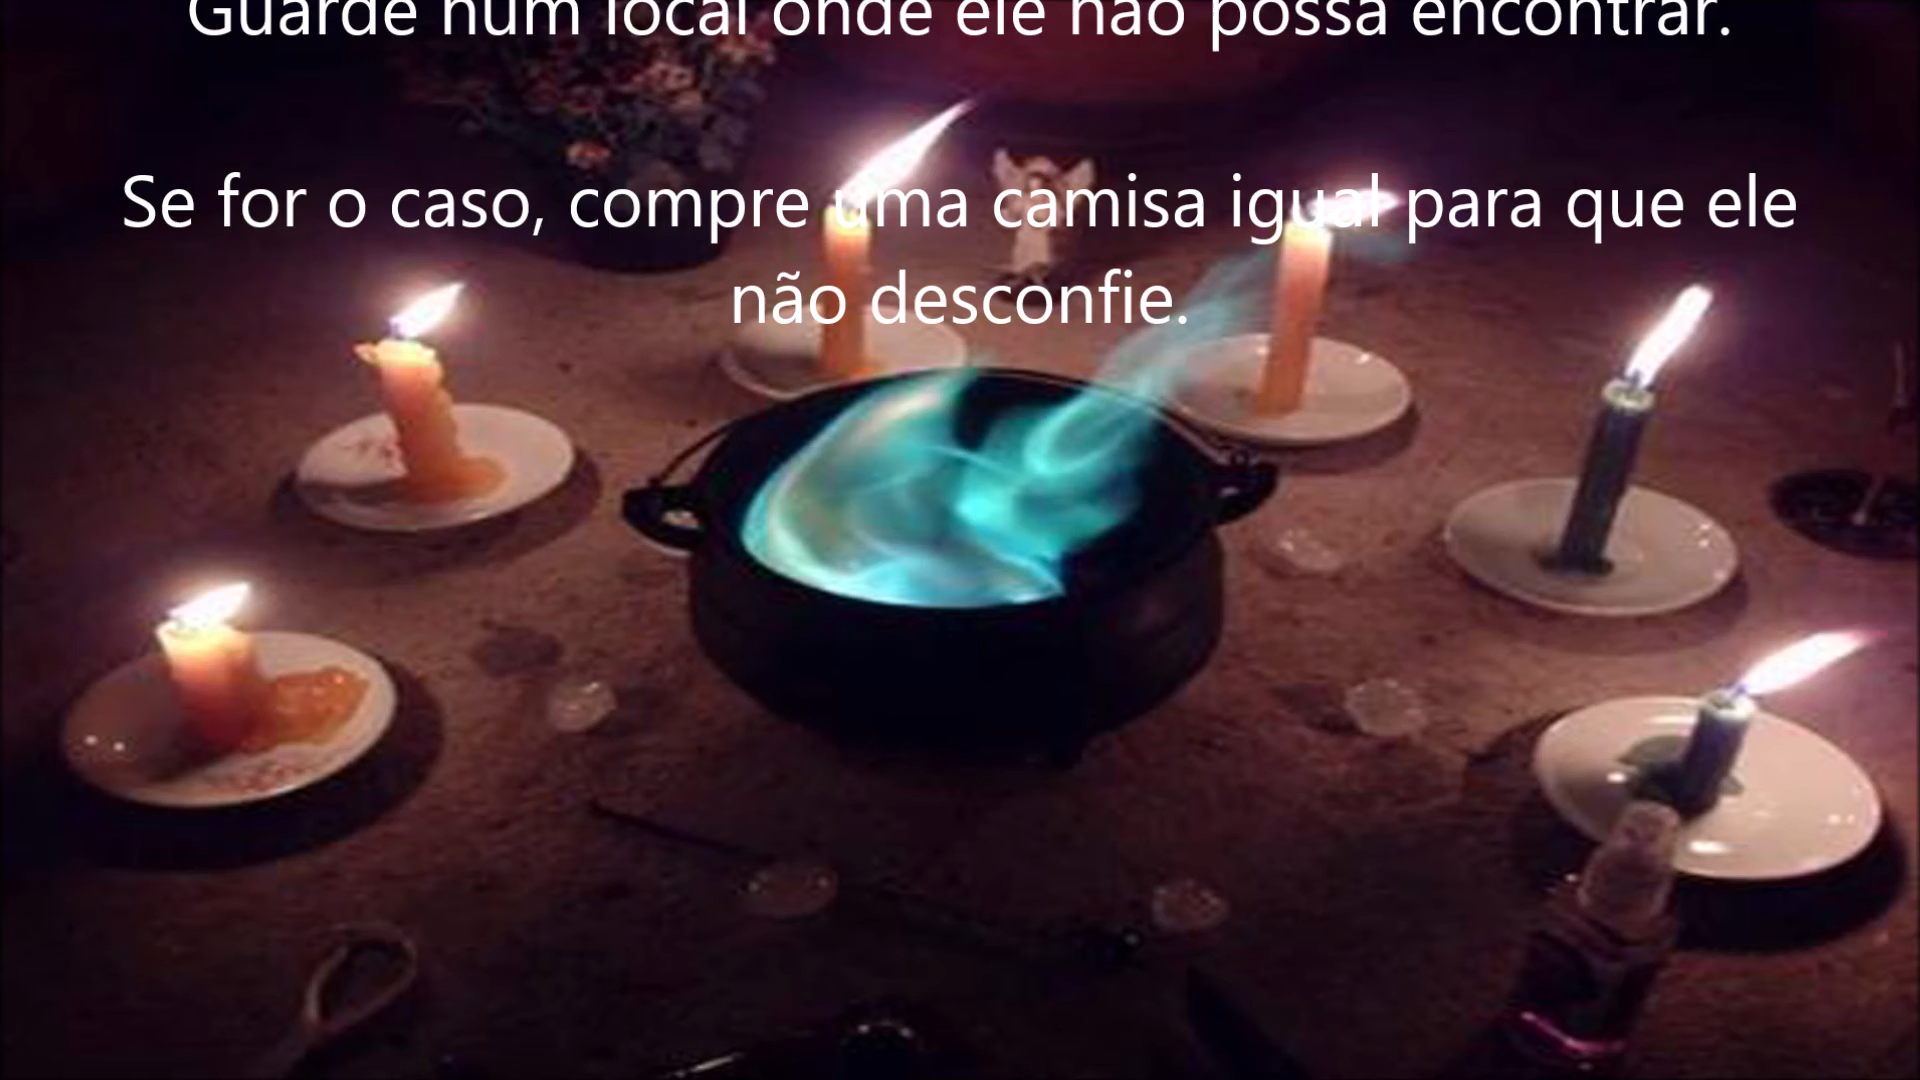 Guarde num local onde ele não possa encontrar.
Se for o caso, compre uma camisa igual para que ele
não desconfie.